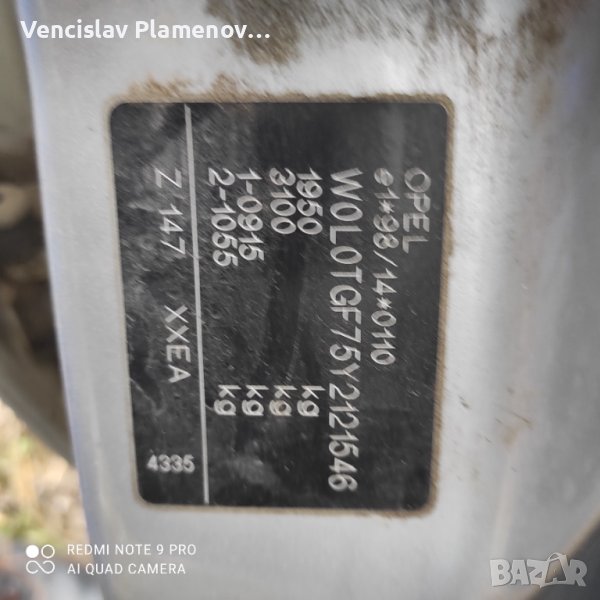 Vencislav Plamenov…
OPEL
e1*98/14*0110
W0L0TGF75Y2121546
1950 kg
3100 kg
1-0915 kg
2-1055 kg
Z 147 XXEA
4335
REDMI NOTE 9 PRO
AI QUAD CAMERA
BAZAR